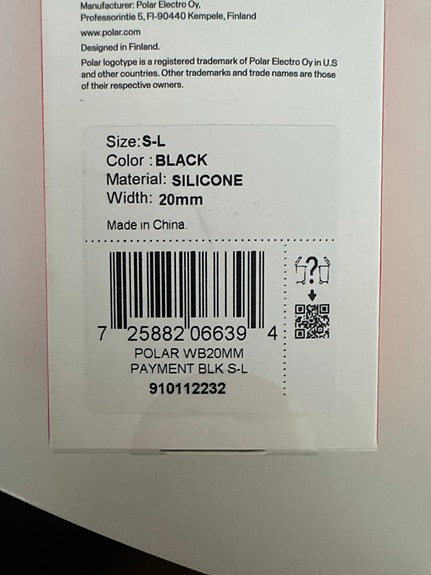 Manufacturer: Polar Electro Oy,
Professorintie 5, FI-90440 Kempele, Finland
www.polar.com
Designed in Finland.
Polar logotype is a registered trademark of Polar Electro Oy in U.S
and other countries. Other trademarks and trade names are those
of their respective owners.
Size:S-L
Color : BLACK
Material: SILICONE
Width: 20mm
Made in China.
7 25882 06639 4
POLAR WB20MM
PAYMENT BLK S-L
910112232
?